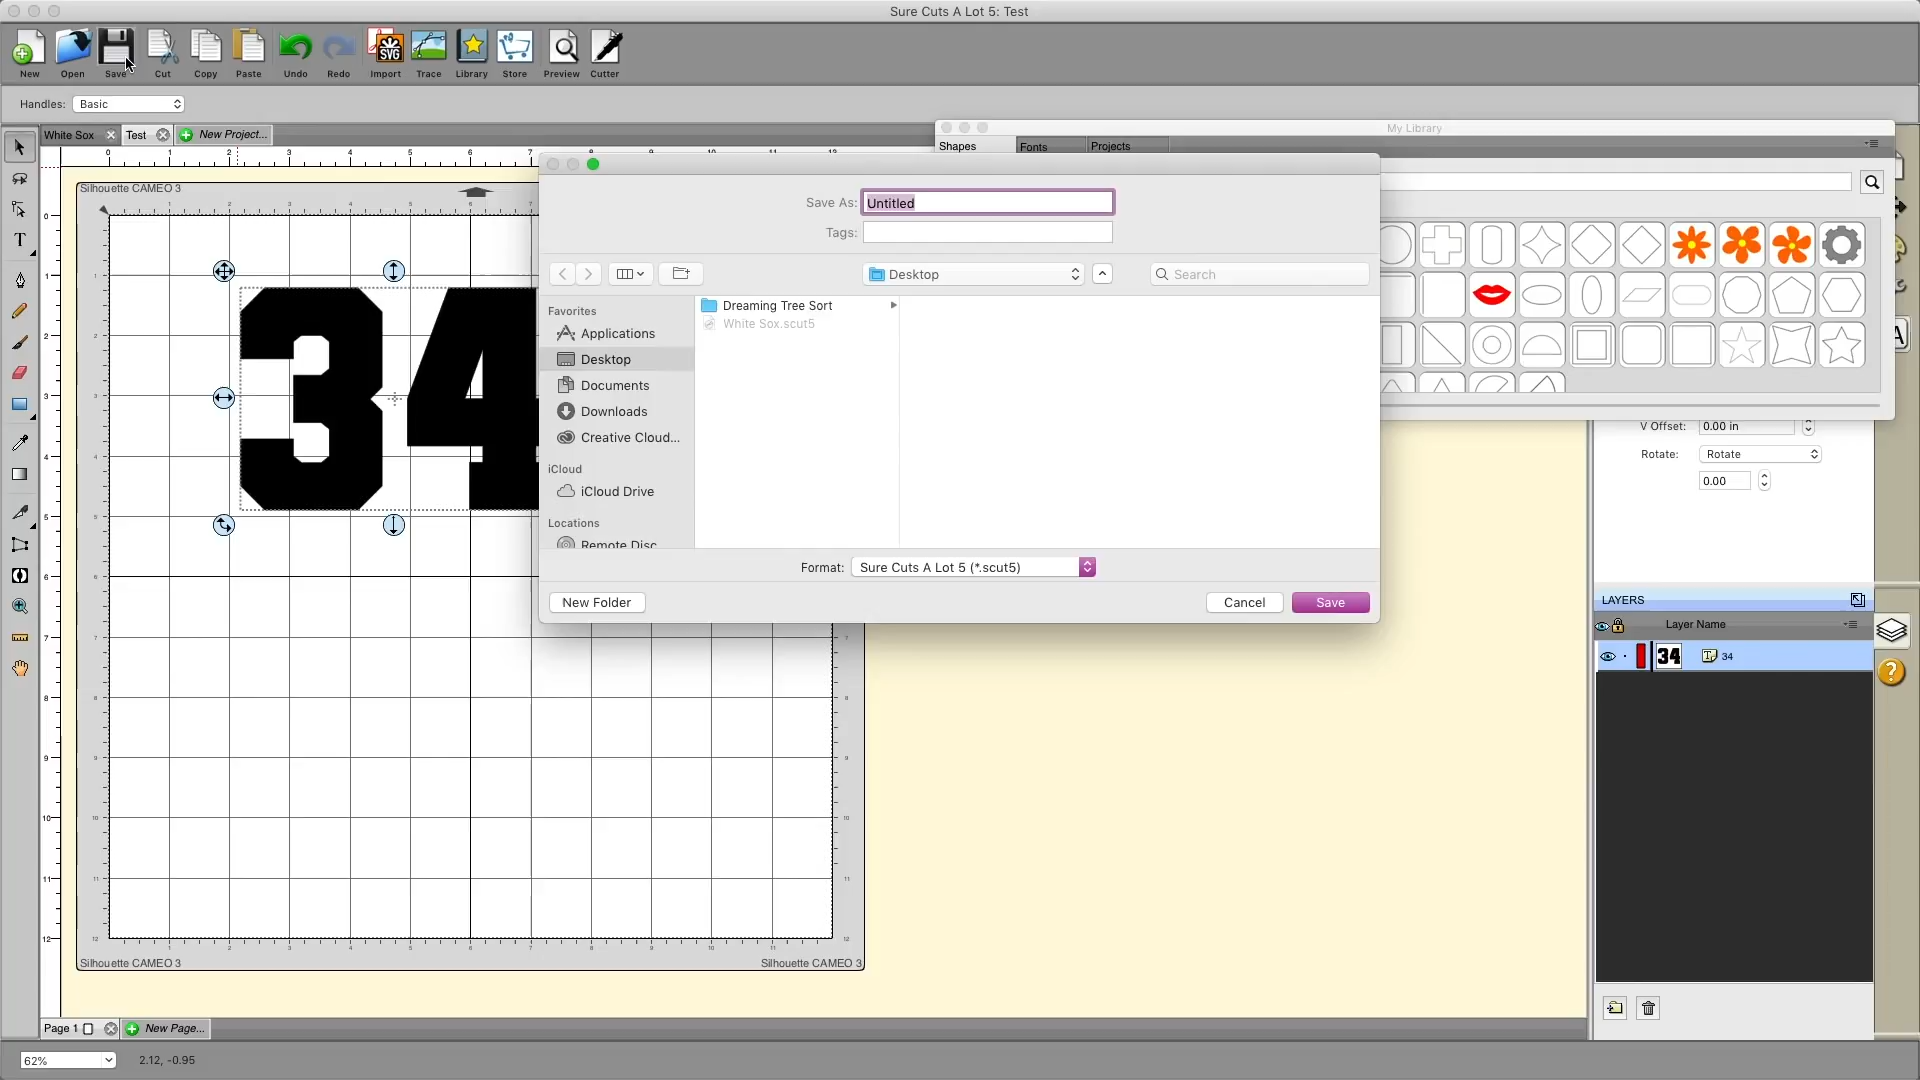 Sure Cuts A Lot 5: Test
New Open Save Cut Copy Paste Undo Redo Import Trace Library Store Preview Cutter
SVG
Handles: Basic
White Sox Test New Project...
My Library
Shapes Fonts Projects
Silhouette CAMEO 3
Save As: Untitled
Tags:
Desktop
Search
Favorites
Applications
Desktop
Documents
Downloads
Creative Cloud...
iCloud
iCloud Drive
Locations
Remote Disc
Dreaming Tree Sort
White Sox.scut5
Format: Sure Cuts A Lot 5 (*.scut5)
New Folder Cancel Save
34
V Offset: 0.00 in
Rotate: Rotate
0.00
LAYERS
Layer Name
34 34
Silhouette CAMEO 3 Silhouette CAMEO 3
Page 1 New Page...
62% 2.12, -0.95